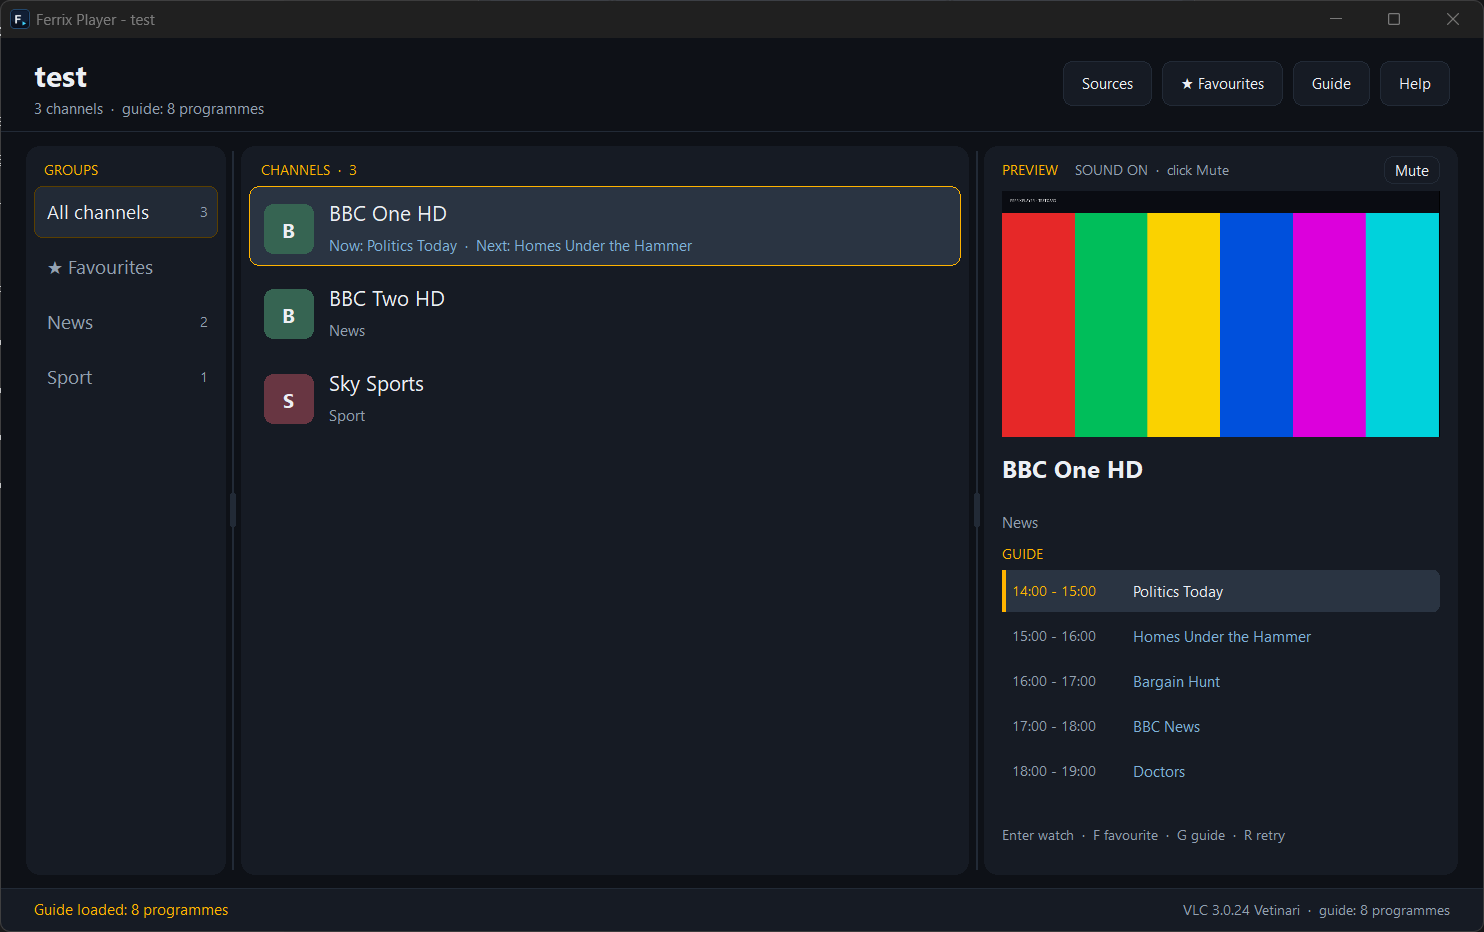 F. Ferrix Player - test
test
3 channels · guide: 8 programmes
Sources
★ Favourites
Guide
Help
GROUPS
All channels 3
★ Favourites
News 2
Sport 1
CHANNELS · 3
B
BBC One HD
Now: Politics Today · Next: Homes Under the Hammer
B
BBC Two HD
News
S
Sky Sports
Sport
PREVIEW SOUND ON · click Mute
Mute
BBC One HD
News
GUIDE
14:00 - 15:00 Politics Today
15:00 - 16:00 Homes Under the Hammer
16:00 - 17:00 Bargain Hunt
17:00 - 18:00 BBC News
18:00 - 19:00 Doctors
Enter watch · F favourite · G guide · R retry
Guide loaded: 8 programmes
VLC 3.0.24 Vetinari · guide: 8 programmes